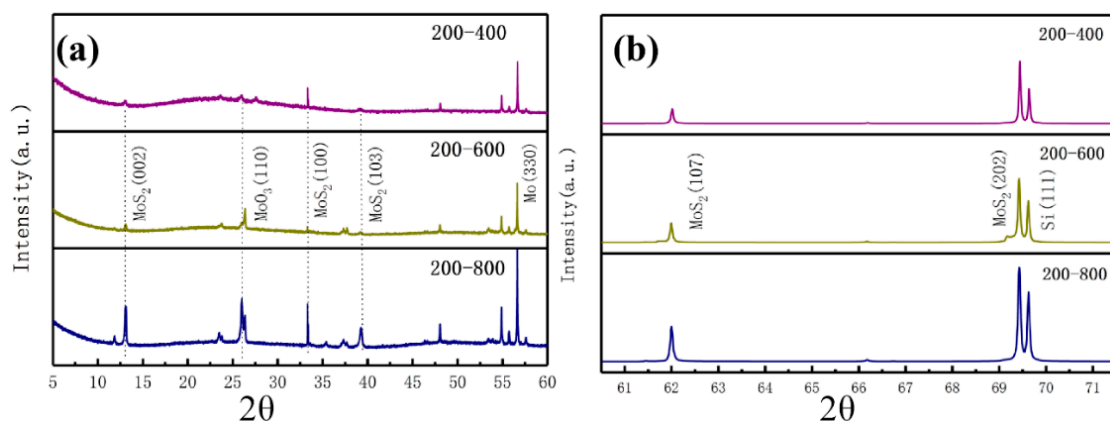 (a)
200-400
200-600
200-800
Intensity(a.u.)
MoS₂(002)
MoO₃(110)
MoS₂(100)
MoS₂(103)
Mo(330)
5 10 15 20 25 30 35 40 45 50 55 60
2θ
(b)
200-400
200-600
200-800
Intensity(a.u.)
MoS₂(107)
MoS₂(202)
Si(111)
61 62 63 64 65 66 67 68 69 70 71
2θ